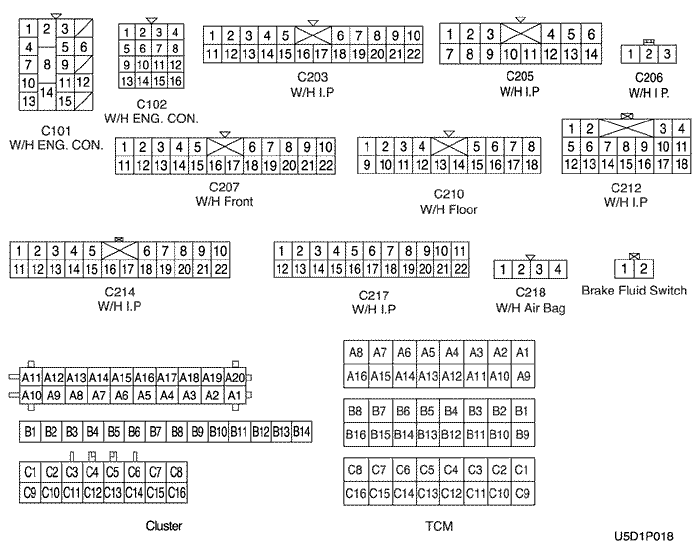 1 2 3
4 5 6
7 8 9
10 11 12
13 14 15
C101
W/H ENG. CON.
1 2 3 4
5 6 7 8
9 10 11 12
13 14 15 16
C102
W/H ENG. CON.
1 2 3 4 5 6 7 8 9 10
11 12 13 14 15 16 17 18 19 20 21 22
C203
W/H I.P
1 2 3 4 5 6
7 8 9 10 11 12 13 14
C205
W/H I.P
1 2 3
C206
W/H I P.
1 2 3 4 5 6 7 8 9 10
11 12 13 14 15 16 17 18 19 20 21 22
C207
W/H Front
1 2 3 4 5 6 7 8
9 10 11 12 13 14 15 16 17 18
C210
W/H Floor
1 2 3 4
5 6 7 8 9 10 11
12 13 14 15 16 17 18
C212
W/H I.P
1 2 3 4 5 6 7 8 9 10
11 12 13 14 15 16 17 18 19 20 21 22
C214
W/H I.P
1 2 3 4 5 6 7 8 9 10 11
12 13 14 15 16 17 18 19 20 21 22
C217
W/H I.P
1 2 3 4
C218
W/H Air Bag
1 2
Brake Fluid Switch
A11 A12 A13 A14 A15 A16 A17 A18 A19 A20
A10 A9 A8 A7 A6 A5 A4 A3 A2 A1
B1 B2 B3 B4 B5 B6 B7 B8 B9 B10 B11 B12 B13 B14
C1 C2 C3 C4 C5 C6 C7 C8
C9 C10 C11 C12 C13 C14 C15 C16
Cluster
A8 A7 A6 A5 A4 A3 A2 A1
A16 A15 A14 A13 A12 A11 A10 A9
B8 B7 B6 B5 B4 B3 B2 B1
B16 B15 B14 B13 B12 B11 B10 B9
C8 C7 C6 C5 C4 C3 C2 C1
C16 C15 C14 C13 C12 C11 C10 C9
TCM
U5D1P018